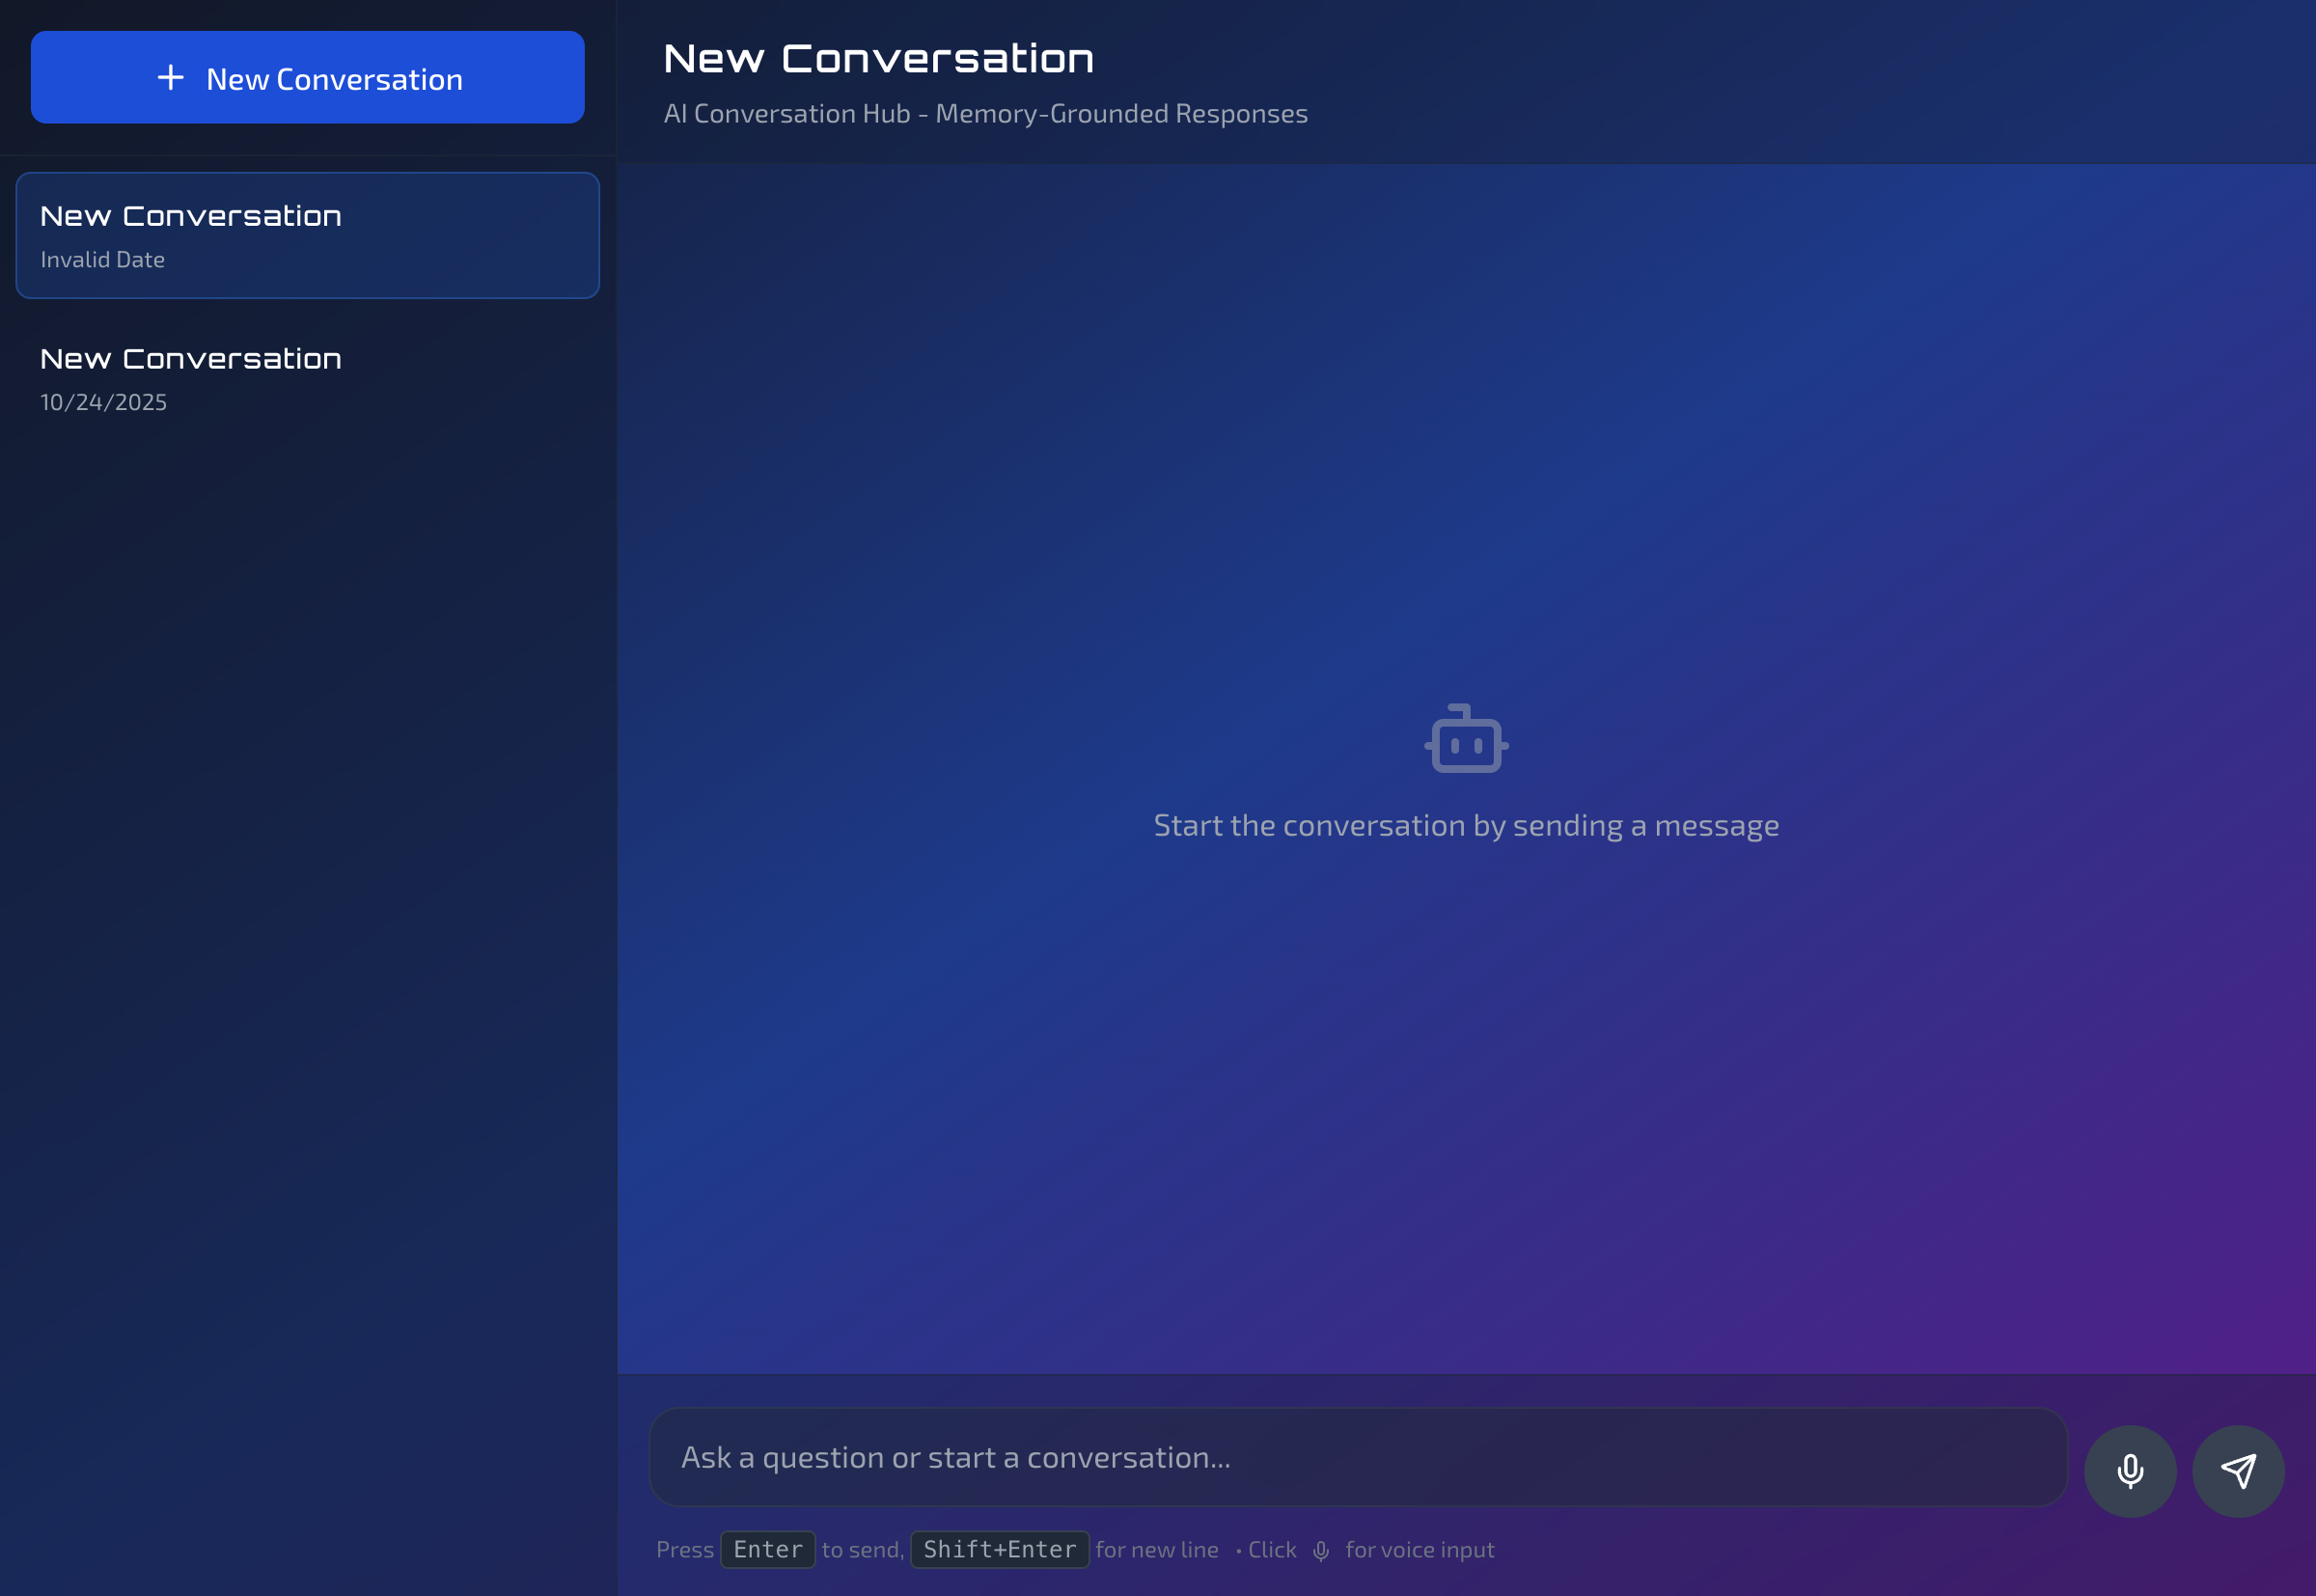 New Conversation
New Conversation
Invalid Date
New Conversation
10/24/2025
New Conversation
AI Conversation Hub - Memory-Grounded Responses
Start the conversation by sending a message
Ask a question or start a conversation...
Press Enter to send, Shift+Enter for new line • Click for voice input